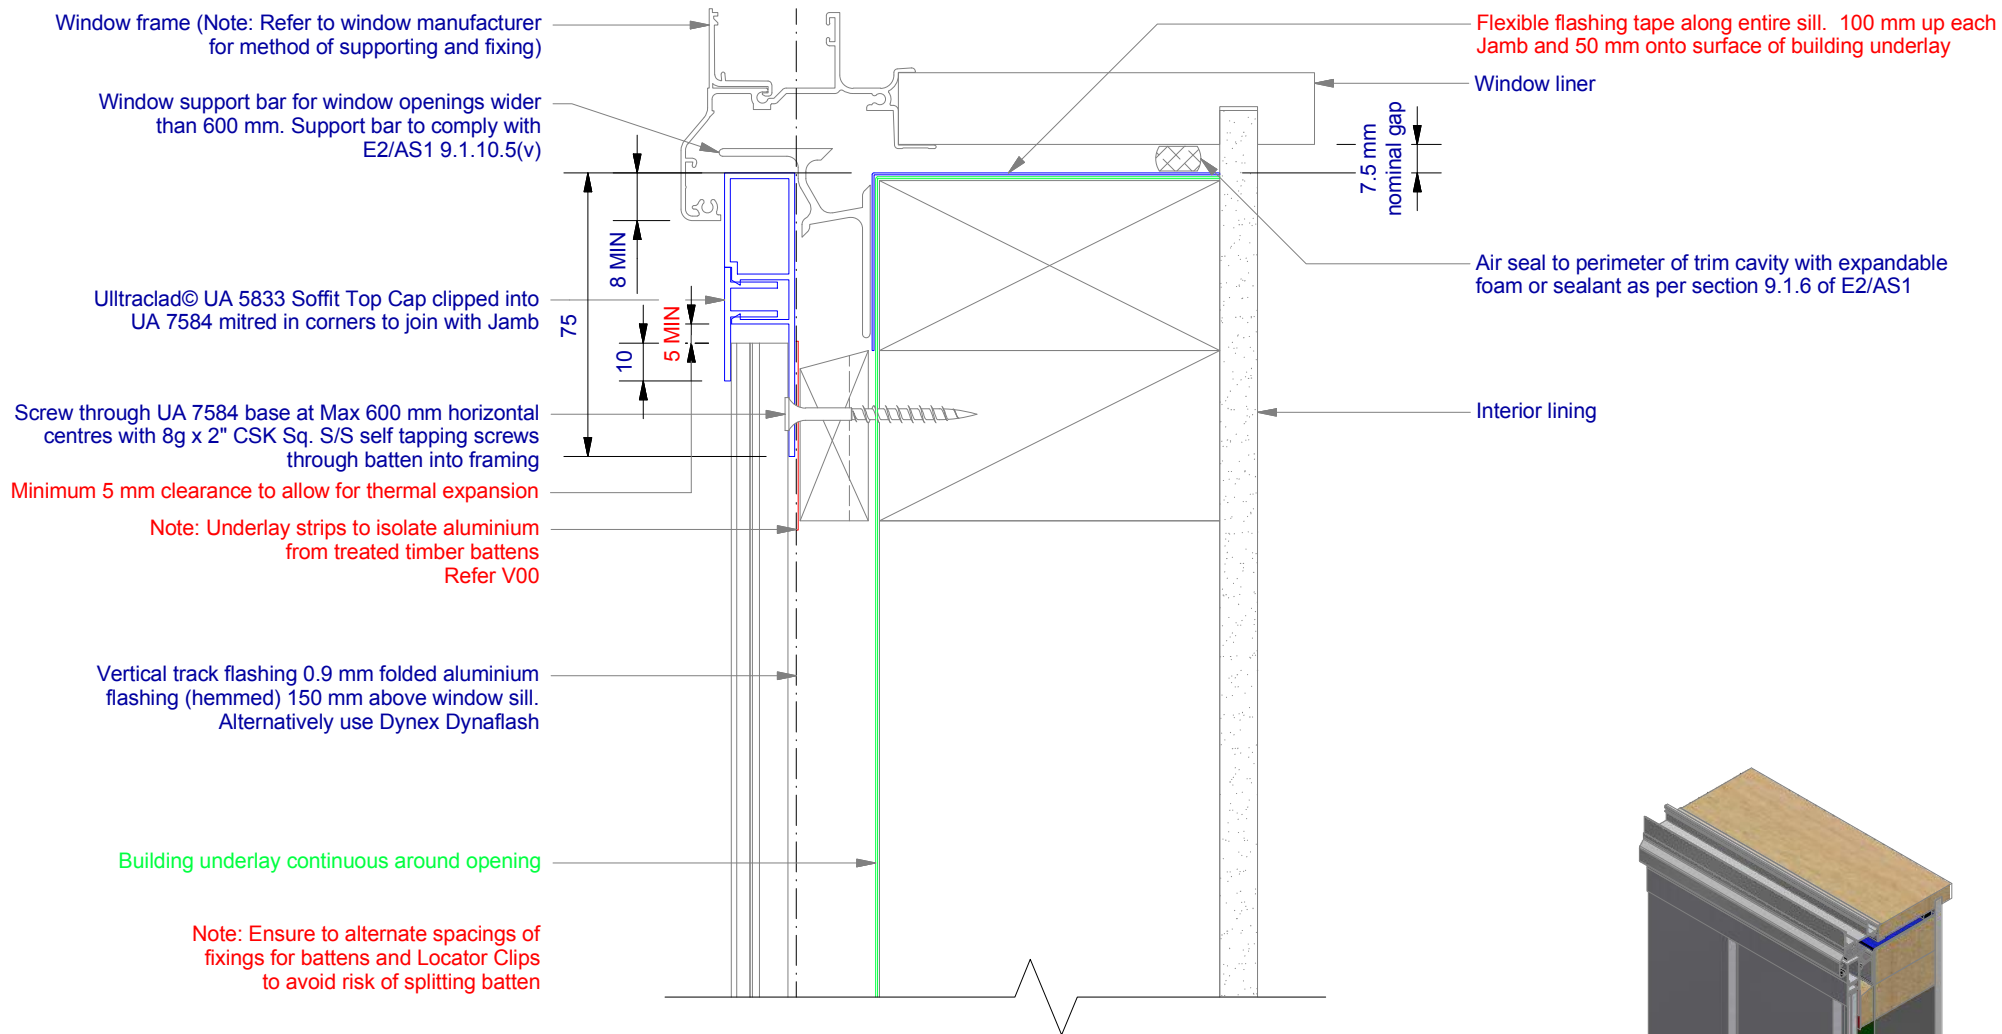 Window frame (Note: Refer to window manufacturer
for method of supporting and fixing)
Window support bar for window openings wider
than 600 mm. Support bar to comply with
E2/AS1 9.1.10.5(v)
Ulltraclad© UA 5833 Soffit Top Cap clipped into
UA 7584 mitred in corners to join with Jamb
Screw through UA 7584 base at Max 600 mm horizontal
centres with 8g x 2" CSK Sq. S/S self tapping screws
through batten into framing
Minimum 5 mm clearance to allow for thermal expansion
Note: Underlay strips to isolate aluminium
from treated timber battens
Refer V00
Vertical track flashing 0.9 mm folded aluminium
flashing (hemmed) 150 mm above window sill.
Alternatively use Dynex Dynaflash
Building underlay continuous around opening
Note: Ensure to alternate spacings of
fixings for battens and Locator Clips
to avoid risk of splitting batten
75
8 MIN
10
5 MIN
7.5 mm
nominal gap
Flexible flashing tape along entire sill.  100 mm up each
Jamb and 50 mm onto surface of building underlay
Window liner
Air seal to perimeter of trim cavity with expandable
foam or sealant as per section 9.1.6 of E2/AS1
Interior lining